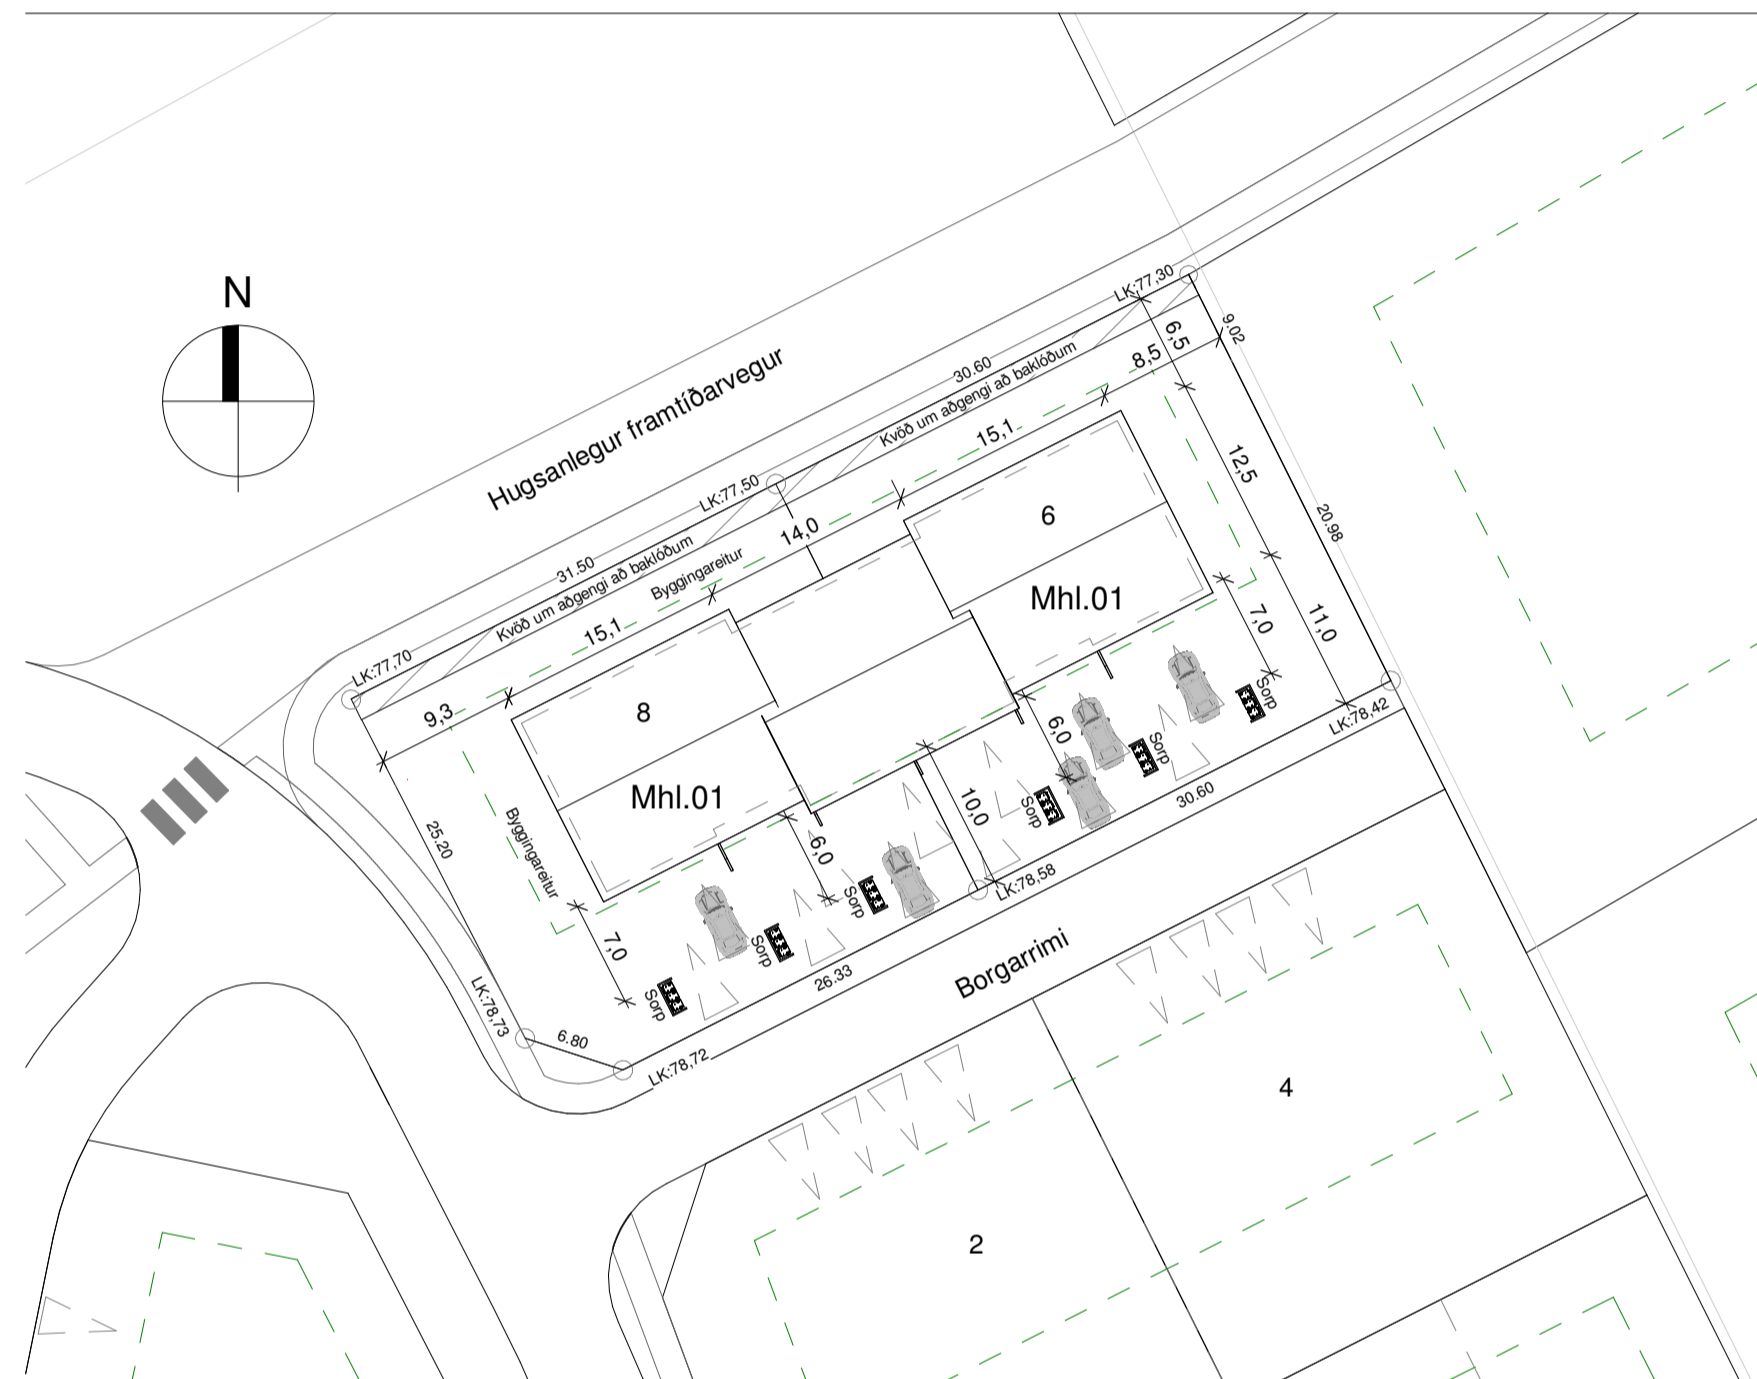 N
Hugsanlegur framtíðarvegur
LK:77,30
9.02
6,5
8,5
30.60
Kvöð um aðgengi að baklóðum
15,1
LK:77,50
14,0
12,5
20.98
31.50
Kvöð um aðgengi að baklóðum
Byggingareitur
6
Mhl.01
15,1
LK:77,70
9,3
7,0
11,0
8
Mhl.01
Sorp
LK:78,42
6,0
Sorp
Sorp
30.60
10,0
25.20
Byggingareitur
6,0
Sorp
LK:78,58
7,0
Sorp
Sorp
26.33
Borgarrimi
LK:78,73
6.80
LK:78,72
4
2